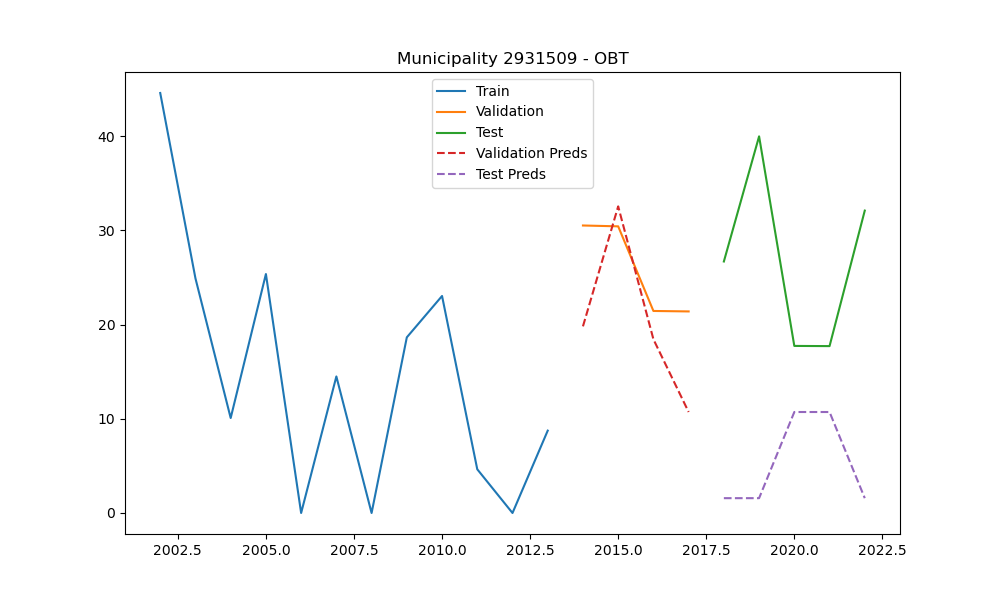 Municipality 2931509 - OBT
Train
Validation
Test
Validation Preds
Test Preds
40
30
20
10
0
2002.5 2005.0 2007.5 2010.0 2012.5 2015.0 2017.5 2020.0 2022.5